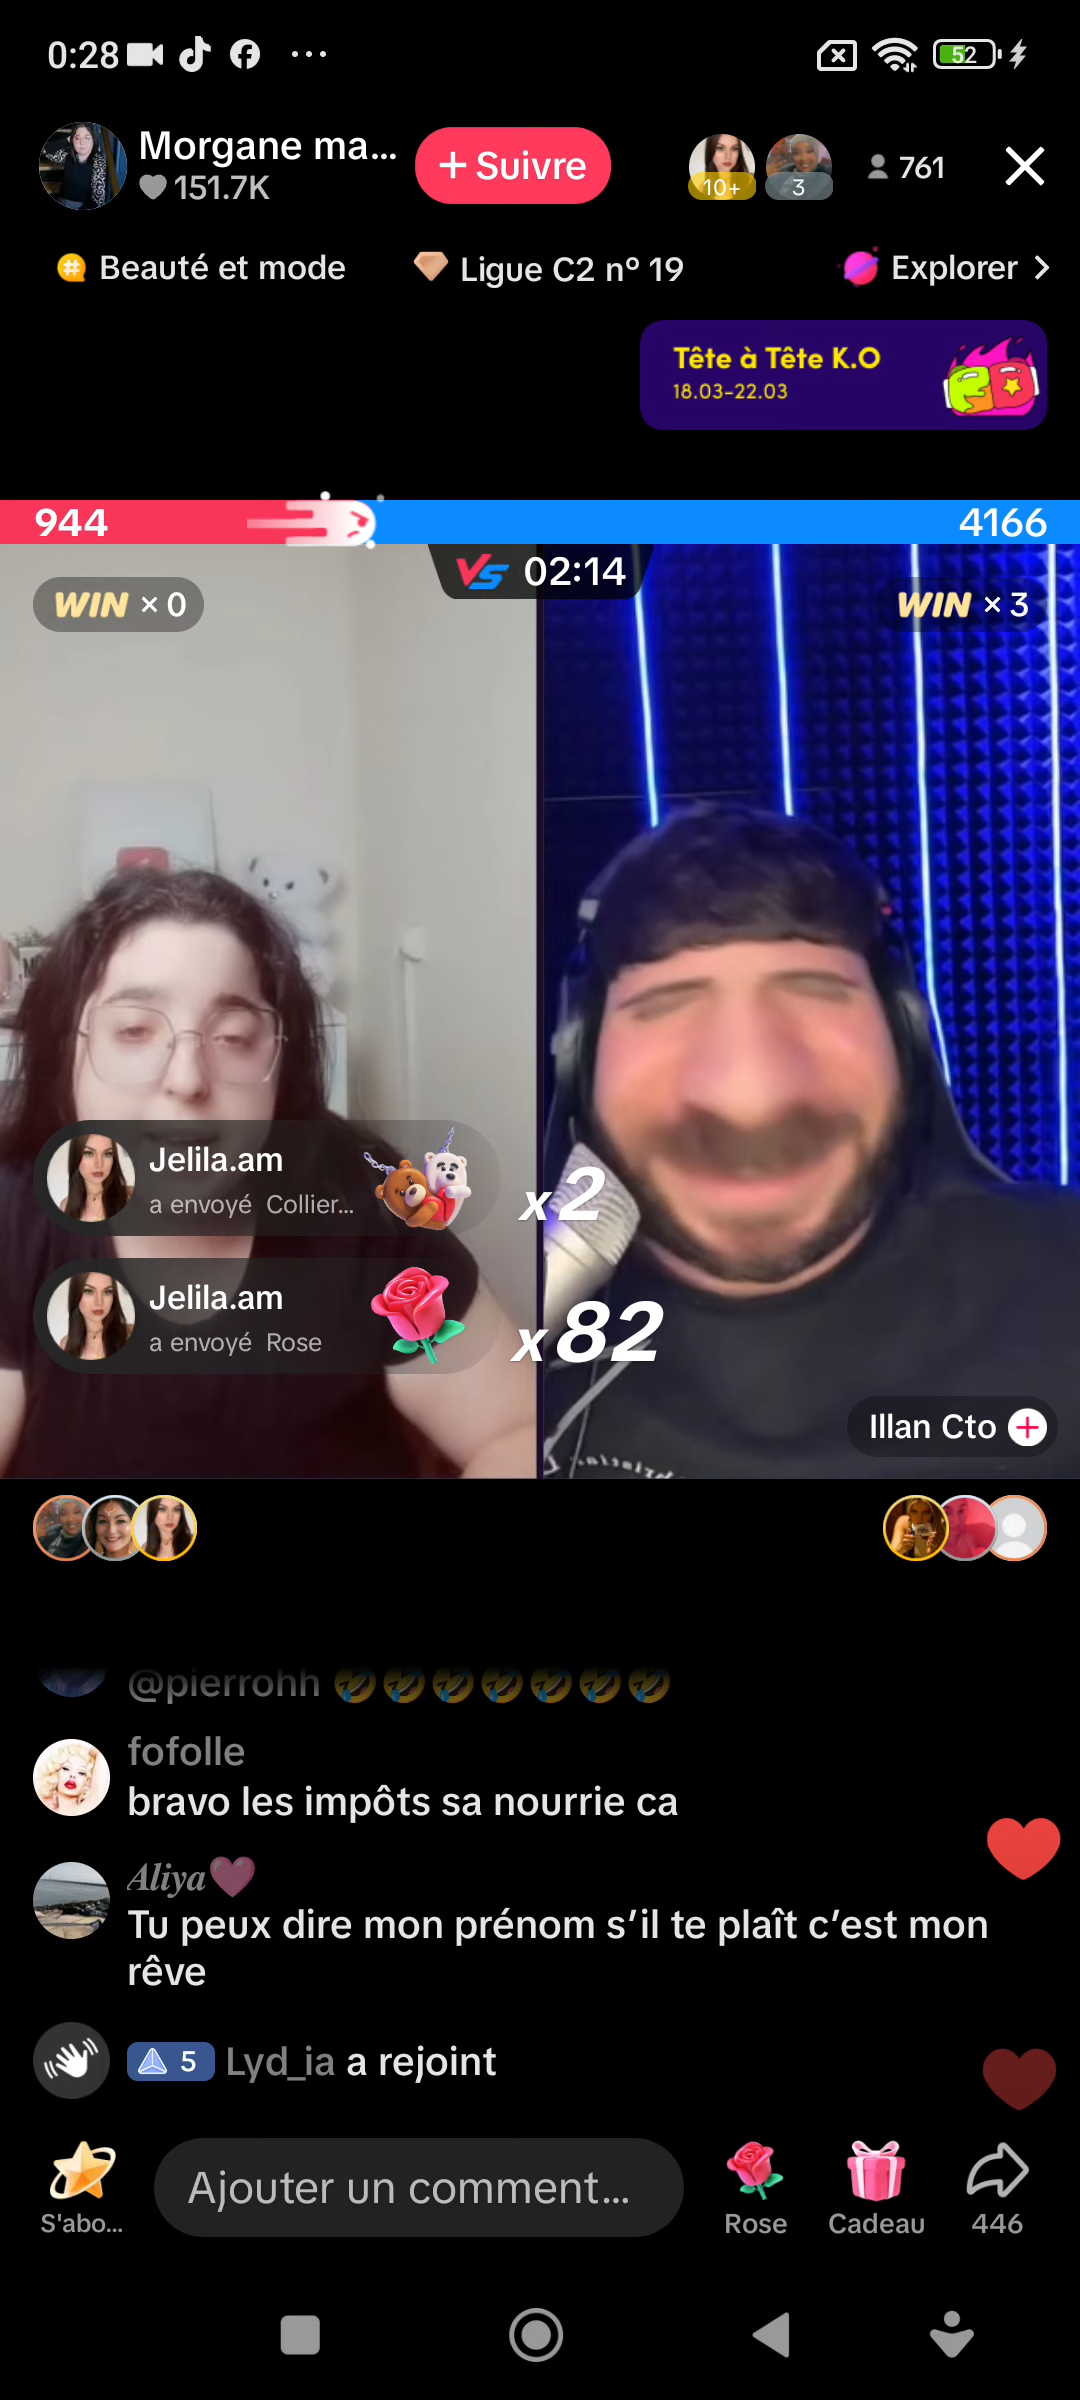 0:28
52
Morgane ma...
151.7K
+ Suivre
10+
3
761
Beauté et mode
Ligue C2 n° 19
Explorer >
Tête à Tête K.O
18.03-22.03
944
4166
VS 02:14
WIN × 0
WIN × 3
Jelila.am
a envoyé Collier...
x2
Jelila.am
a envoyé Rose
x82
Illan Cto
@pierrohh 🤣🤣🤣🤣🤣🤣🤣
fofolle
bravo les impôts sa nourrie ca
Aliya
Tu peux dire mon prénom s’il te plaît c’est mon
rêve
5 Lyd_ia a rejoint
S'abo...
Ajouter un comment...
Rose
Cadeau
446